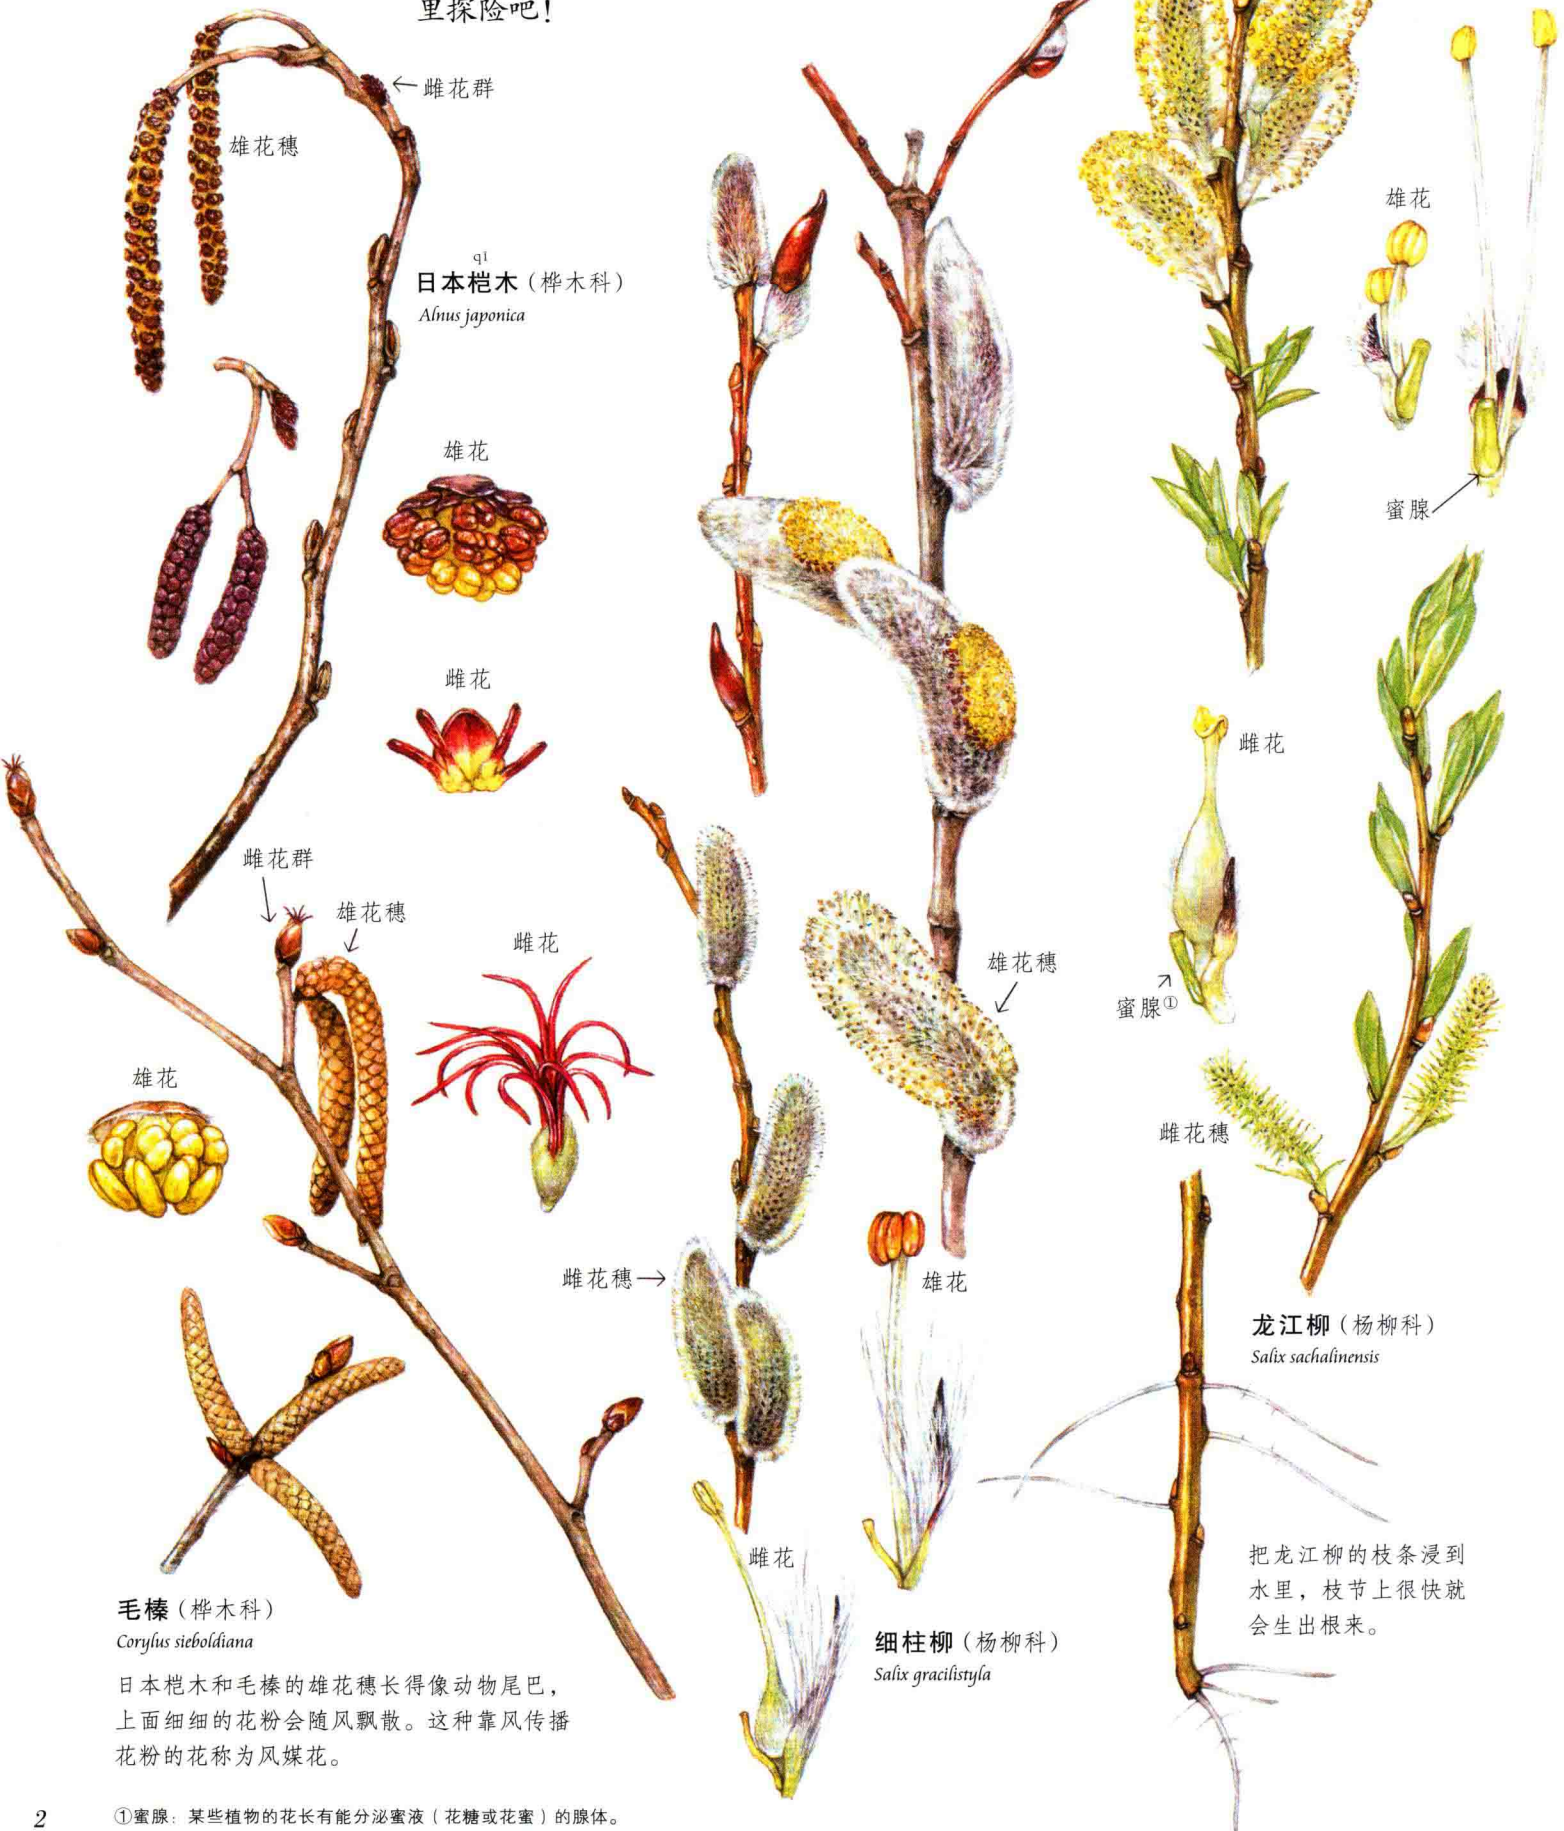 里探险吧！
←雌花群
雄花穗
qī
日本桤木（桦木科）
Alnus japonica
雄花
雌花
雌花群
雄花穗
雌花
雄花
毛榛（桦木科）
Corylus sieboldiana
日本桤木和毛榛的雄花穗长得像动物尾巴，
上面细细的花粉会随风飘散。这种靠风传播
花粉的花称为风媒花。
雄花穗
雌花穗→
雄花
雌花
细柱柳（杨柳科）
Salix gracilistyla
雄花
蜜腺
雌花
蜜腺①
雌花穗
龙江柳（杨柳科）
Salix sachalinensis
把龙江柳的枝条浸到
水里，枝节上很快就
会生出根来。
2
①蜜腺：某些植物的花长有能分泌蜜液（花糖或花蜜）的腺体。